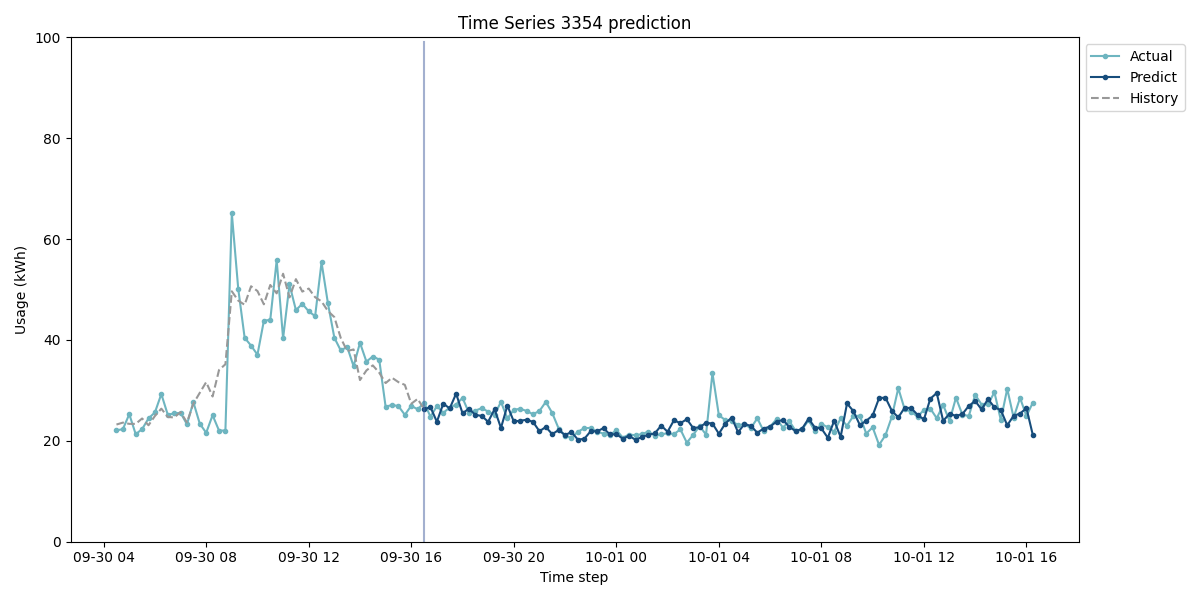 Time Series 3354 prediction
100
80
60
40
20
0
Usage (kWh)
09-30 04
09-30 08
09-30 12
09-30 16
09-30 20
10-01 00
10-01 04
10-01 08
10-01 12
10-01 16
Time step
Actual
Predict
History